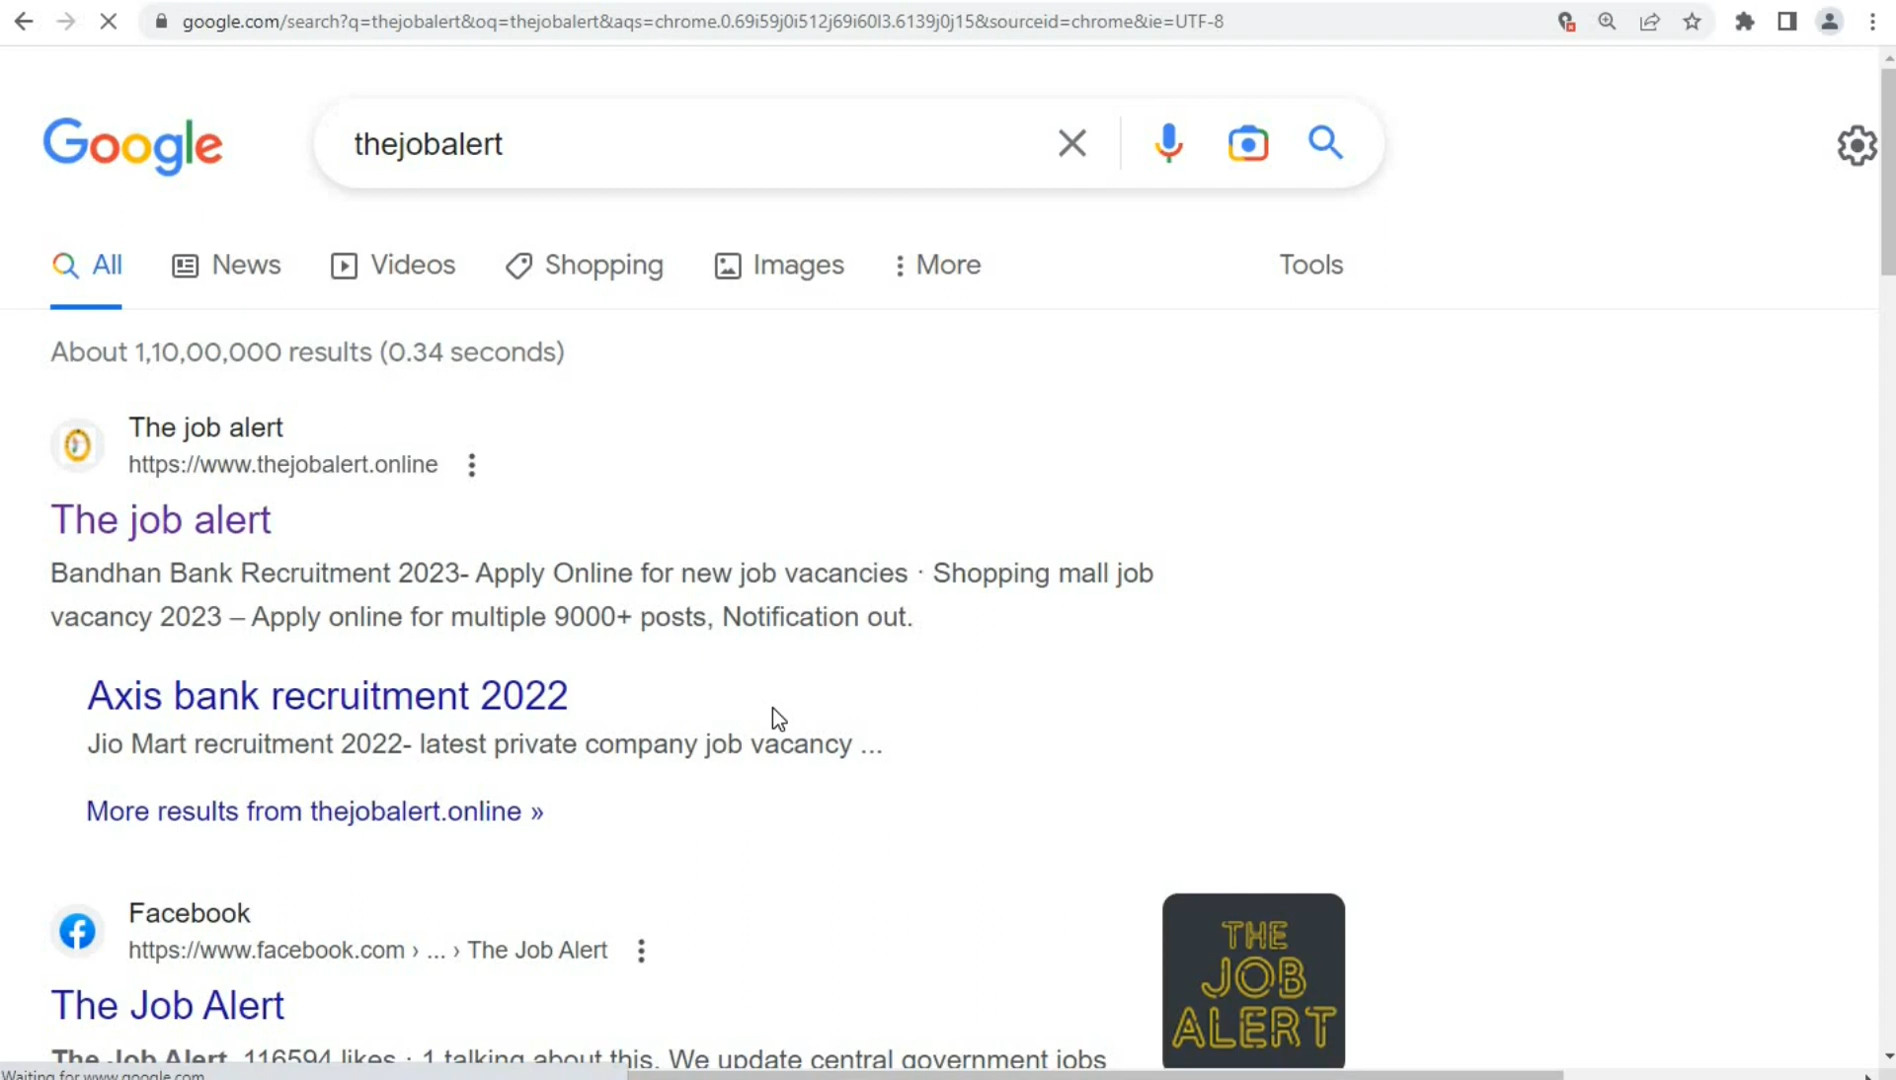 google.com/search?q=thejobalert&oq=thejobalert&aqs=chrome.0.69i59j0i512j69i60l3.6139j0j15&sourceid=chrome&ie=UTF-8
Google
thejobalert
All
News
Videos
Shopping
Images
More
Tools
About 1,10,00,000 results (0.34 seconds)
The job alert
https://www.thejobalert.online
The job alert
Bandhan Bank Recruitment 2023- Apply Online for new job vacancies · Shopping mall job
vacancy 2023 – Apply online for multiple 9000+ posts, Notification out.
Axis bank recruitment 2022
Jio Mart recruitment 2022- latest private company job vacancy ...
More results from thejobalert.online »
Facebook
https://www.facebook.com › ... › The Job Alert
The Job Alert
THE
JOB
ALERT
The Job Alert. 116594 likes · 1 talking about this. We update central government jobs
Waiting for www.google.com